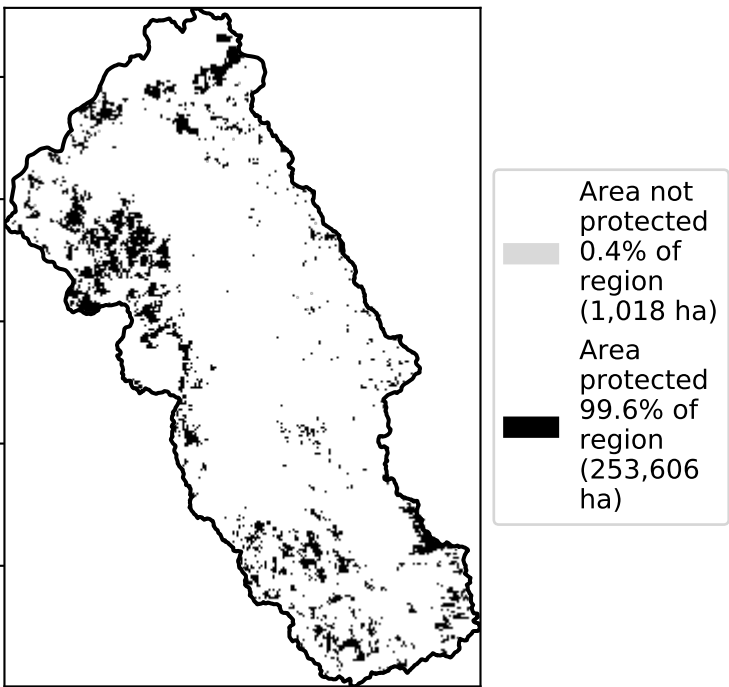 Area not
protected
0.4% of
region
(1,018 ha)
Area
protected
99.6% of
region
(253,606
ha)